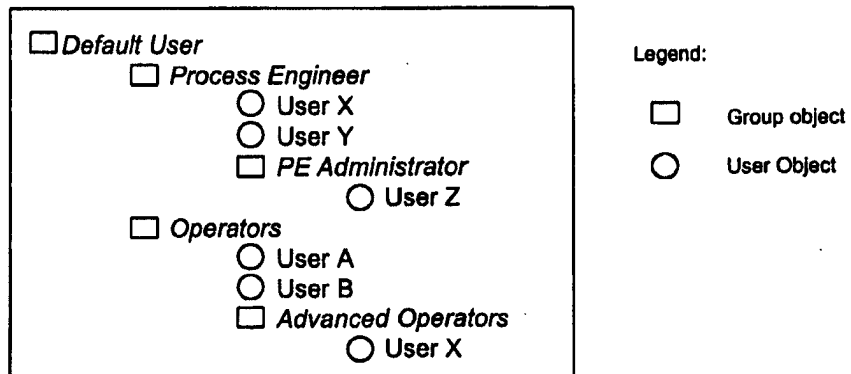 Default User
Process Engineer
User X
User Y
PE Administrator
User Z
Operators
User A
User B
Advanced Operators
User X
Legend:
Group object
User Object